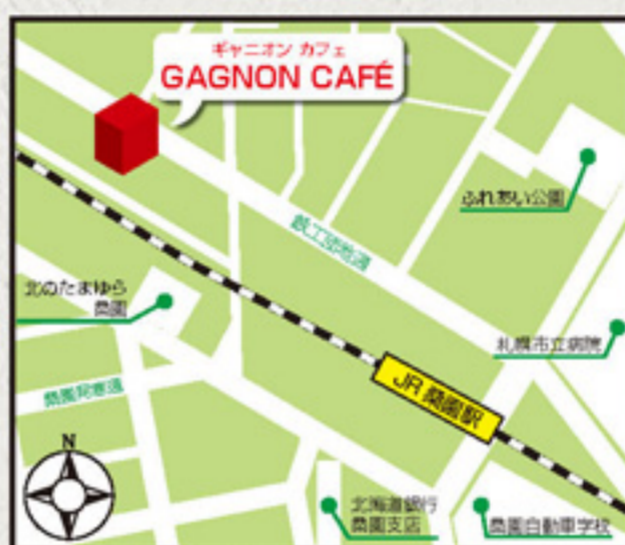 ギャニオン カフェ
GAGNON CAFÉ
ふれあい公園
鉄工団地通
北のたまゆら
桑園
札幌市立病院
JR 桑園駅
桑園発寒通
N
北海道銀行
桑園支店
桑園自動車学校